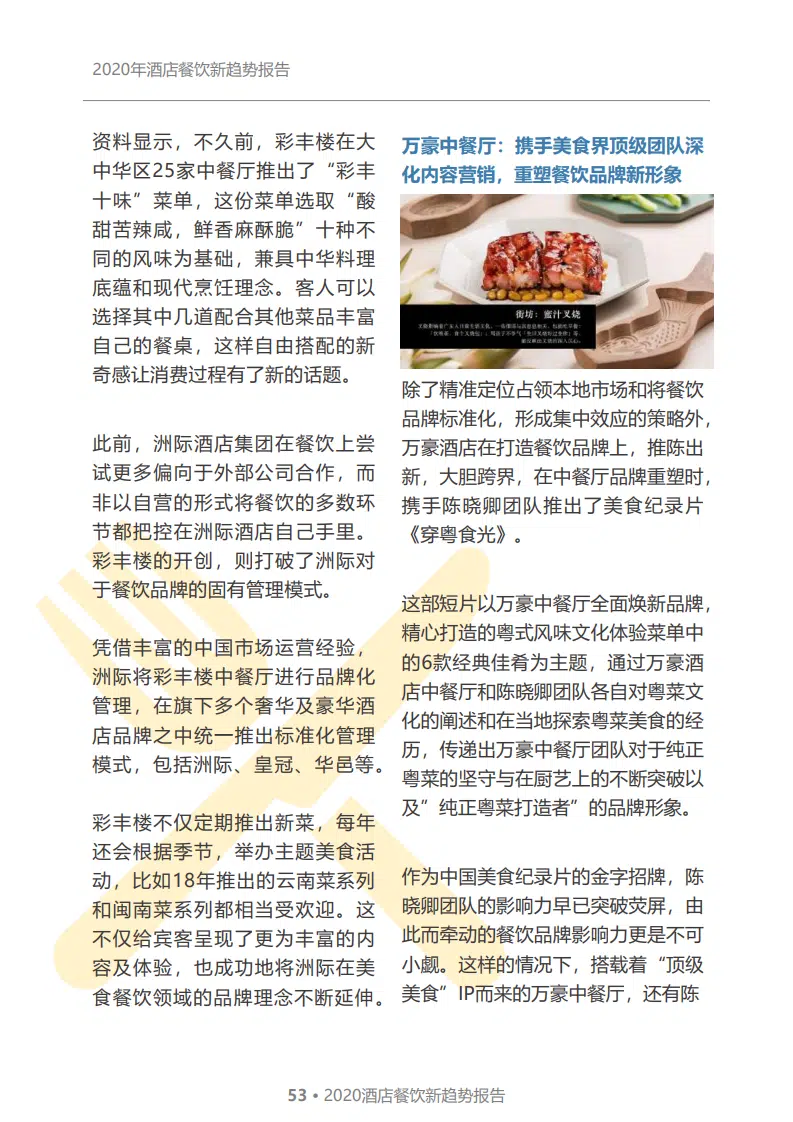 2020年酒店餐饮新趋势报告
资料显示，不久前，彩丰楼在大
中华区25家中餐厅推出了“彩丰
十味”菜单，这份菜单选取“酸
甜苦辣咸，鲜香麻酥脆”十种不
同的风味为基础，兼具中华料理
底蕴和现代烹饪理念。客人可以
选择其中几道配合其他菜品丰富
自己的餐桌，这样自由搭配的新
奇感让消费过程有了新的话题。
此前，洲际酒店集团在餐饮上尝
试更多偏向于外部公司合作，而
非以自营的形式将餐饮的多数环
节都把控在洲际酒店自己手里。
彩丰楼的开创，则打破了洲际对
于餐饮品牌的固有管理模式。
凭借丰富的中国市场运营经验，
洲际将彩丰楼中餐厅进行品牌化
管理，在旗下多个奢华及豪华酒
店品牌之中统一推出标准化管理
模式，包括洲际、皇冠、华邑等。
彩丰楼不仅定期推出新菜，每年
还会根据季节，举办主题美食活
动，比如18年推出的云南菜系列
和闽南菜系列都相当受欢迎。这
不仅给宾客呈现了更为丰富的内
容及体验，也成功地将洲际在美
食餐饮领域的品牌理念不断延伸。
万豪中餐厅：携手美食界顶级团队深
化内容营销，重塑餐饮品牌新形象
街坊：蜜汁叉烧
除了精准定位占领本地市场和将餐饮
品牌标准化，形成集中效应的策略外，
万豪酒店在打造餐饮品牌上，推陈出
新，大胆跨界，在中餐厅品牌重塑时，
携手陈晓卿团队推出了美食纪录片
《穿粤食光》。
这部短片以万豪中餐厅全面焕新品牌，
精心打造的粤式风味文化体验菜单中
的6款经典佳肴为主题，通过万豪酒
店中餐厅和陈晓卿团队各自对粤菜文
化的阐述和在当地探索粤菜美食的经
历，传递出万豪中餐厅团队对于纯正
粤菜的坚守与在厨艺上的不断突破以
及”纯正粤菜打造者”的品牌形象。
作为中国美食纪录片的金字招牌，陈
晓卿团队的影响力早已突破荧屏，由
此而牵动的餐饮品牌影响力更是不可
小觑。这样的情况下，搭载着“顶级
美食”IP而来的万豪中餐厅，还有陈
53 • 2020酒店餐饮新趋势报告